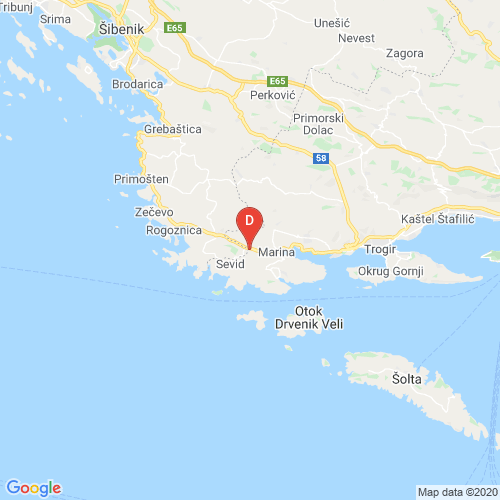 Tribunj
Srima
Šibenik
E65
Unešić
Nevest
Zagora
Brodarica
E65
Perković
Grebaštica
Primorski
Dolac
58
Primošten
Zečevo
Rogoznica
D
Kaštel Štafilić
Marina
Trogir
Sevid
Okrug Gornji
Otok
Drvenik Veli
Šolta
Google
Map data ©2020